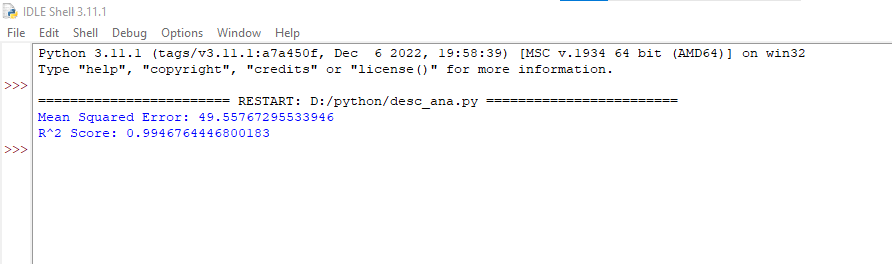 IDLE Shell 3.11.1
File Edit Shell Debug Options Window Help
Python 3.11.1 (tags/v3.11.1:a7a450f, Dec  6 2022, 19:58:39) [MSC v.1934 64 bit (AMD64)] on win32
Type "help", "copyright", "credits" or "license()" for more information.
>>>
======================== RESTART: D:/python/desc_ana.py ========================
Mean Squared Error: 49.55767295533946
R^2 Score: 0.9946764446800183
>>>